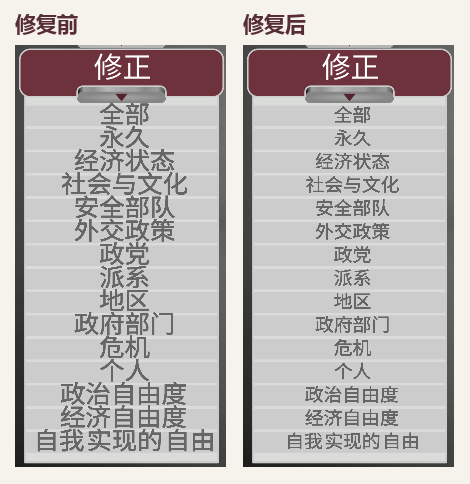 修复前
修正
全部
永久
经济状态
社会与文化
安全部队
外交政策
政党
派系
地区
政府部门
危机
个人
政治自由度
经济自由度
自我实现的自由
修复后
修正
全部
永久
经济状态
社会与文化
安全部队
外交政策
政党
派系
地区
政府部门
危机
个人
政治自由度
经济自由度
自我实现的自由